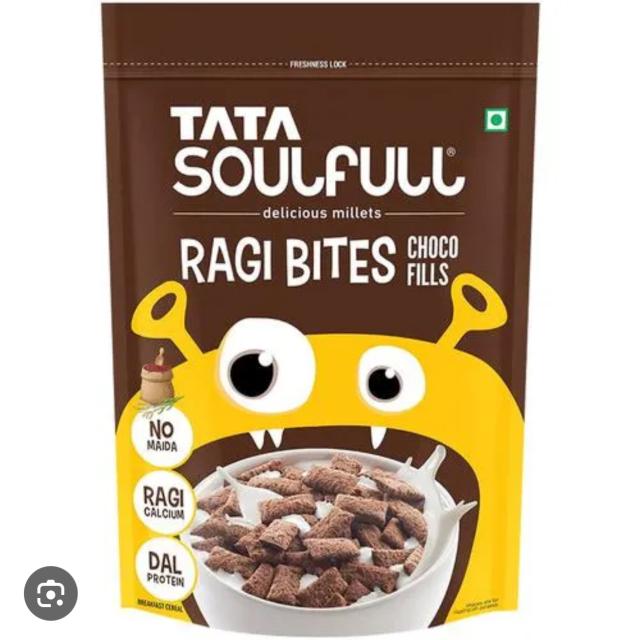 FRESHNESS LOCK
TATA
SOULFULL®
delicious millets
RAGI BITES CHOCO FILLS
NO
MAIDA
RAGI
CALCIUM
DAL
PROTEIN
BREAKFAST CEREAL